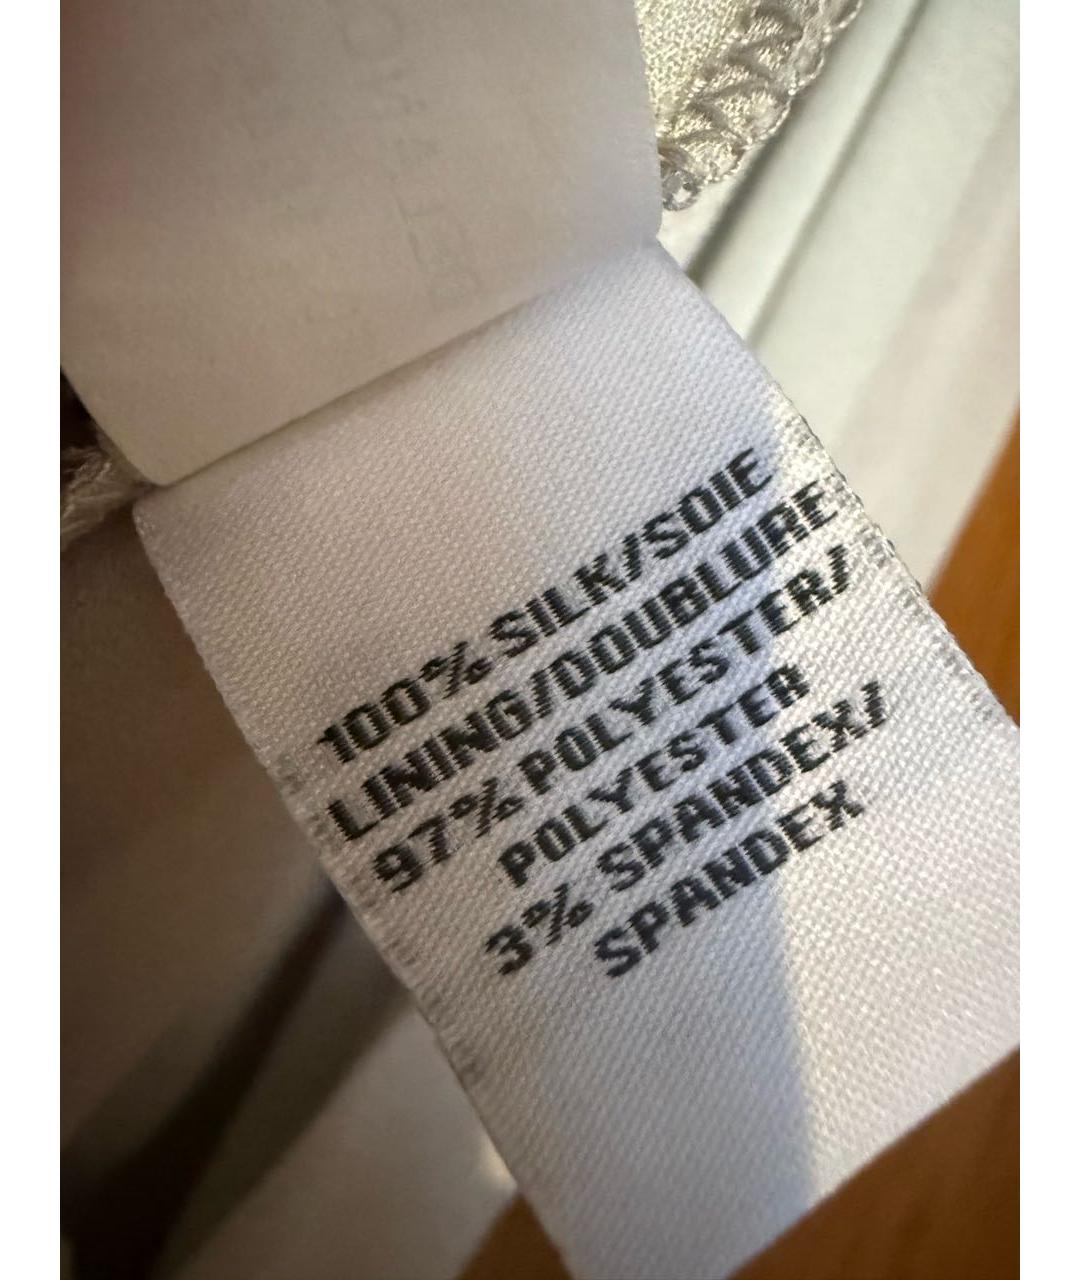 100% SILK/SOIE
LINING/DOUBLURE
97% POLYESTER/
POLYESTER
3% SPANDEX/
SPANDEX